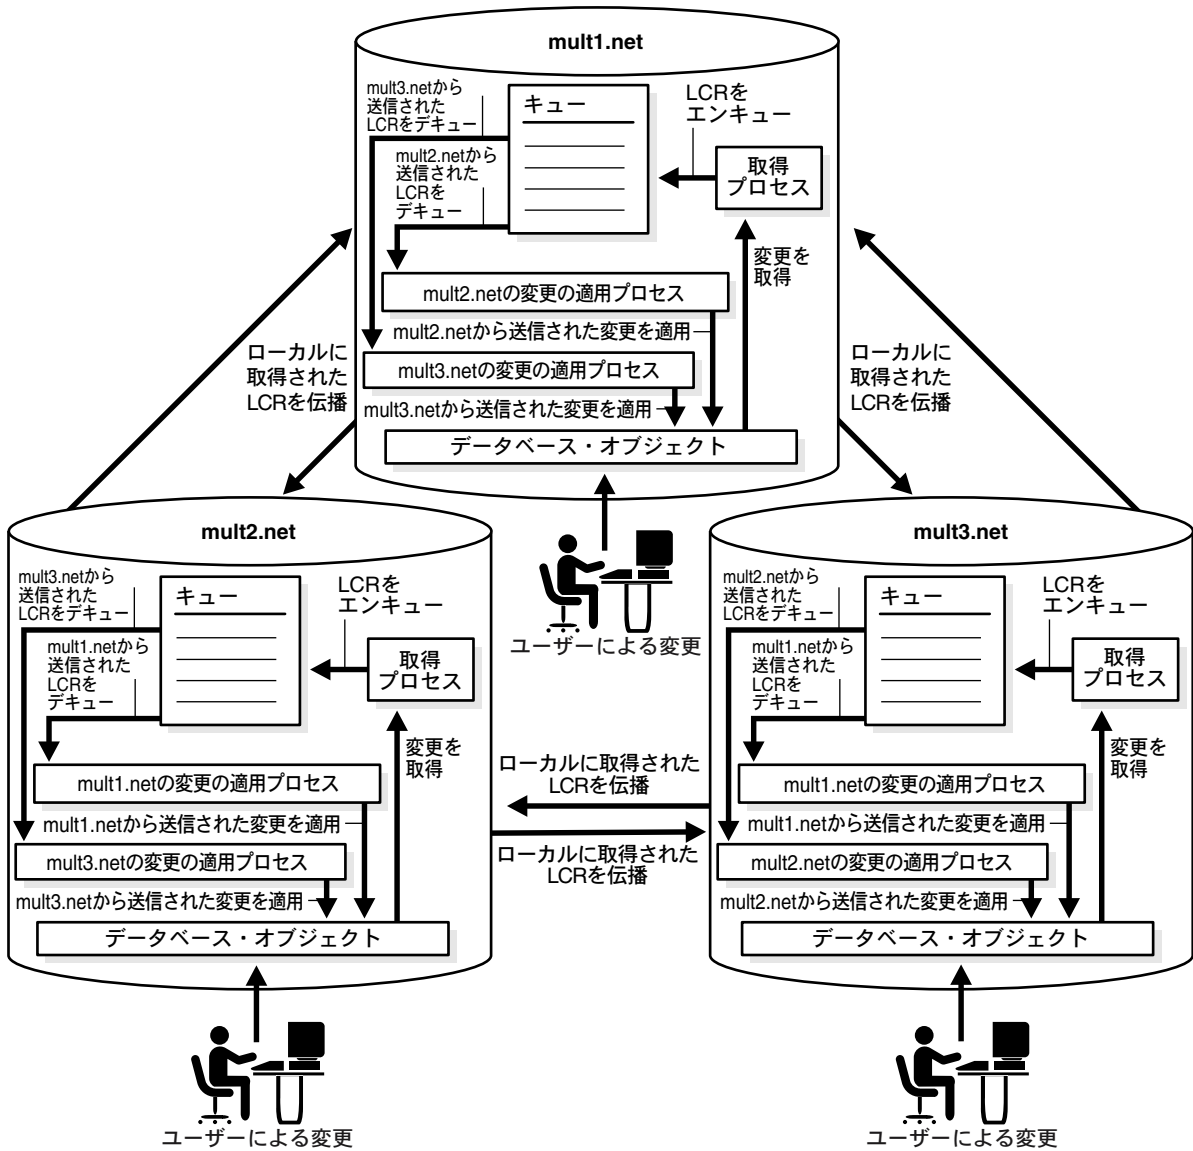 mult1.net
mult3.netから
送信された
LCRをデキュー
キュー
LCRを
エンキュー
mult2.netから
送信された
LCRを
デキュー
取得
プロセス
変更を
取得
mult2.netの変更の適用プロセス
mult2.netから送信された変更を適用
mult3.netの変更の適用プロセス
mult3.netから送信された変更を適用
データベース・オブジェクト
ローカルに
取得された
LCRを伝播
ローカルに
取得された
LCRを伝播
ユーザーによる変更
mult2.net
mult3.netから
送信された
LCRをデキュー
キュー
LCRを
エンキュー
mult1.netから
送信された
LCRを
デキュー
取得
プロセス
変更を
取得
mult1.netの変更の適用プロセス
mult1.netから送信された変更を適用
mult3.netの変更の適用プロセス
mult3.netから送信された変更を適用
データベース・オブジェクト
ユーザーによる変更
ローカルに取得された
LCRを伝播
ローカルに取得された
LCRを伝播
mult3.net
mult2.netから
送信された
LCRをデキュー
キュー
LCRを
エンキュー
mult1.netから
送信された
LCRを
デキュー
取得
プロセス
変更を
取得
mult1.netの変更の適用プロセス
mult1.netから送信された変更を適用
mult2.netの変更の適用プロセス
mult2.netから送信された変更を適用
データベース・オブジェクト
ユーザーによる変更